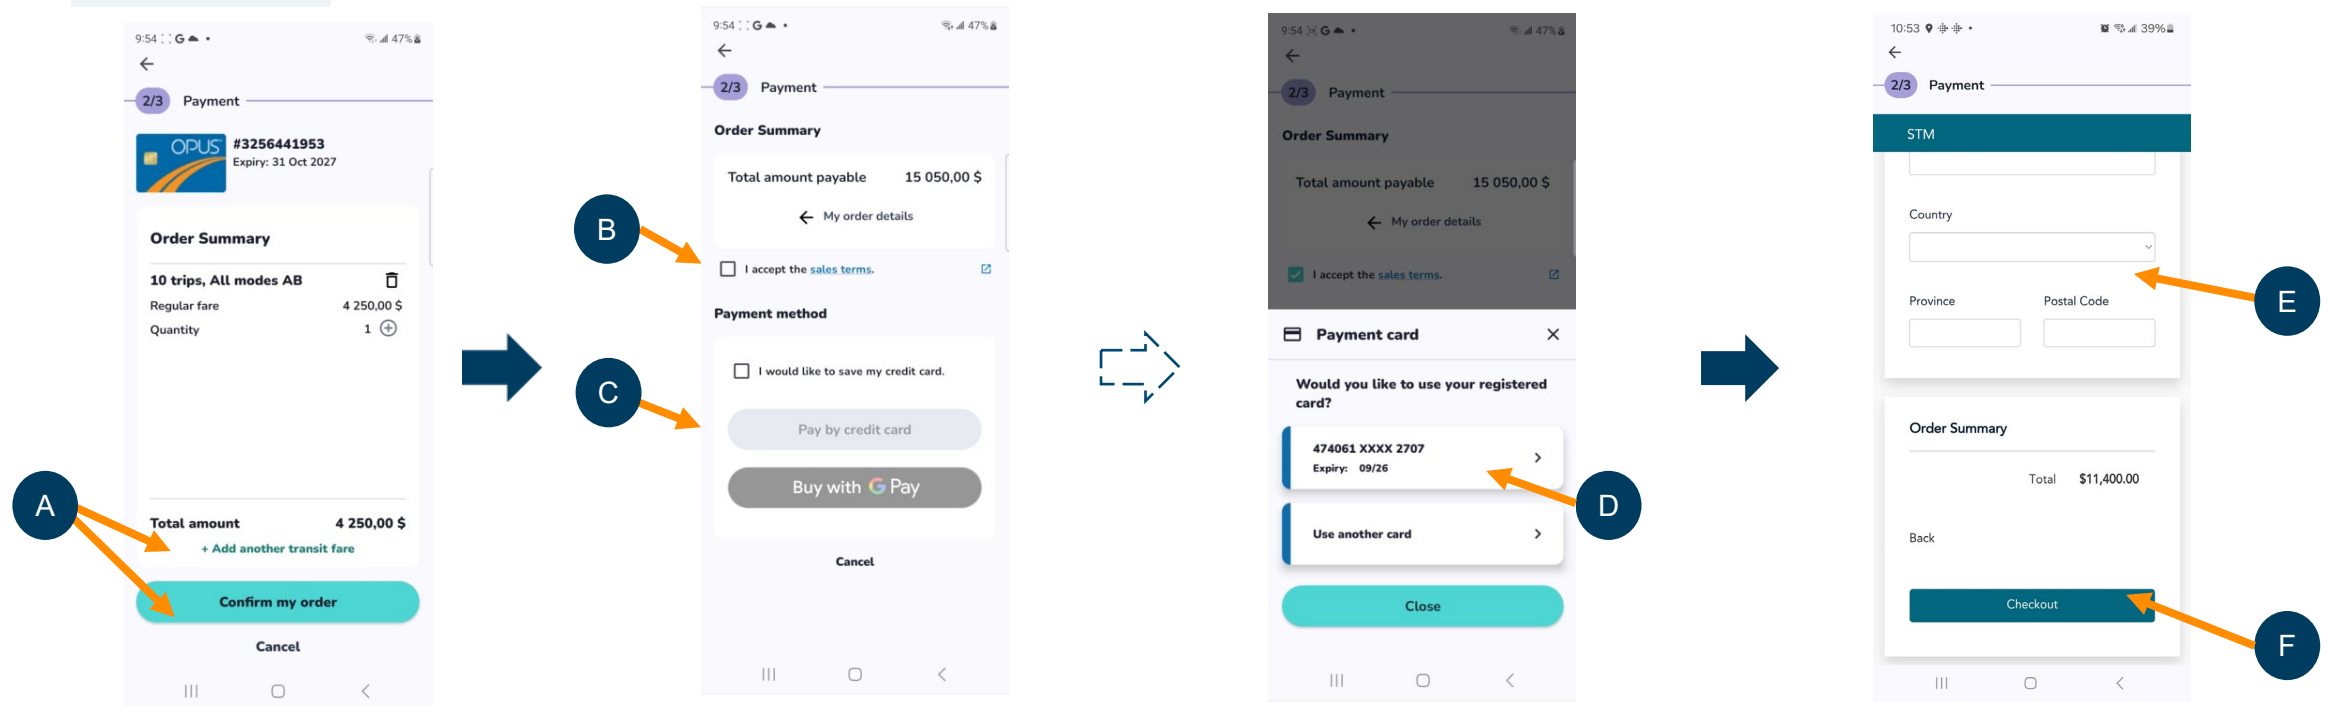 9:54 G
47%
2/3 Payment
OPUS
#3256441953
Expiry: 31 Oct 2027
Order Summary
10 trips, All modes AB
Regular fare 4 250,00 $
Quantity 1
Total amount 4 250,00 $
+ Add another transit fare
Confirm my order
Cancel
A
9:54 G
47%
2/3 Payment
Order Summary
Total amount payable 15 050,00 $
My order details
I accept the sales terms.
Payment method
I would like to save my credit card.
Pay by credit card
Buy with G Pay
Cancel
B
C
9:54 G
47%
2/3 Payment
Order Summary
Total amount payable 15 050,00 $
My order details
I accept the sales terms.
Payment card
Would you like to use your registered
card?
474061 XXXX 2707
Expiry: 09/26
Use another card
Close
D
10:53
39%
2/3 Payment
STM
Country
Province Postal Code
Order Summary
Total $11,400.00
Back
Checkout
E
F